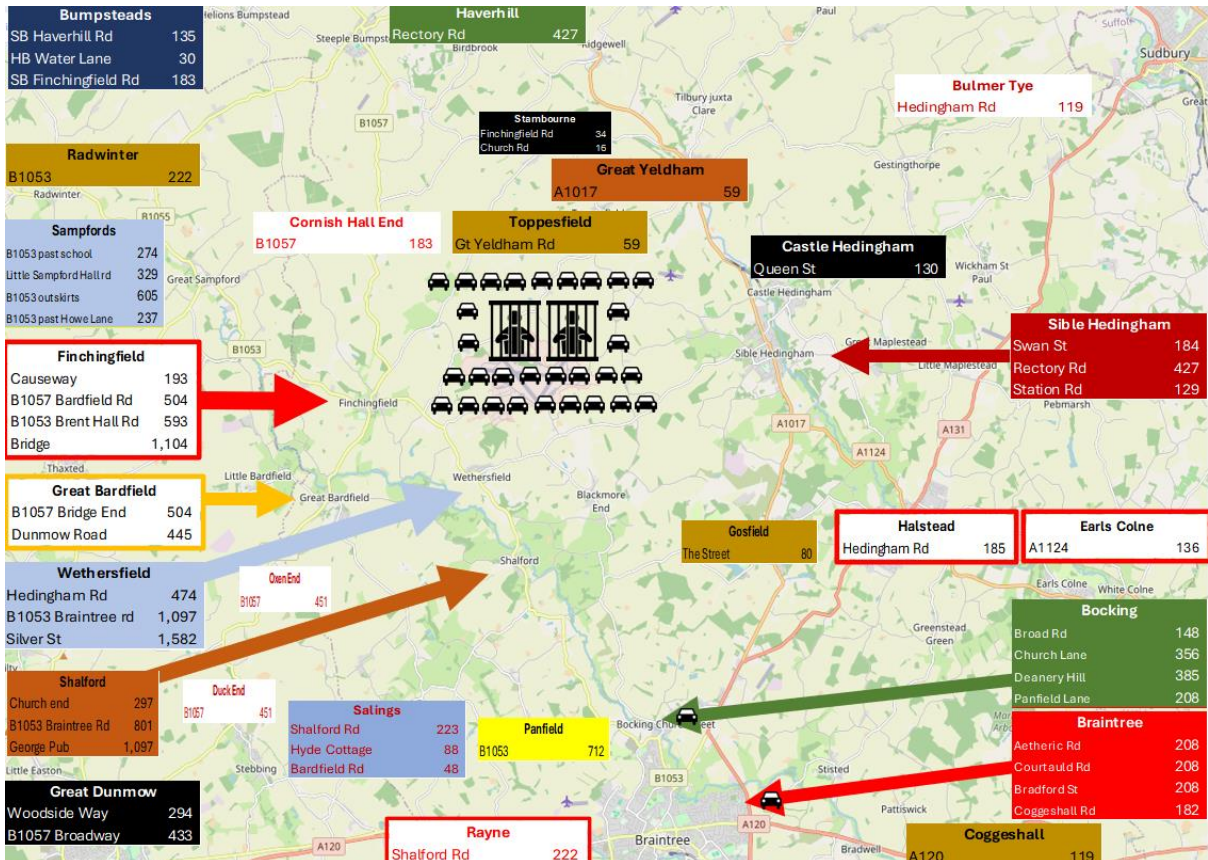 Bumpsteads
SB Haverhill Rd 135
HB Water Lane 30
SB Finchingfield Rd 183
Helions Bumpstead
Steeple Bumpst
Haverhill
Rectory Rd 427
Birdbrook
Ridgewell
Paul
Suffolk
Sudbury
Great
Bulmer Tye
Hedingham Rd 119
Tilbury juxta
Clare
B1057
Stambourne
Finchingfield Rd 34
Church Rd 16
Radwinter
B1053 222
Radwinter
Great Yeldham
A1017 59
Gestingthorpe
B1055
Cornish Hall End
B1057 183
Toppesfield
Gt Yeldham Rd 59
Sampfords
B1053 past school 274
Little Sampford Hall rd 329
B1053 outskirts 605
B1053 past Howe Lane 237
Great Sampford
Castle Hedingham
Queen St 130
Wickham St
Paul
Castle Hedingham
Sible Hedingham
Swan St 184
Rectory Rd 427
Station Rd 129
Great Maplestead
Sible Hedingham
Little Maplestead
Pebmarsh
B1053
Finchingfield
Causeway 193
B1057 Bardfield Rd 504
B1053 Brent Hall Rd 593
Bridge 1,104
Finchingfield
A1017
A131
A1124
Thaxted
Little Bardfield
Wethersfield
Great Bardfield
B1057 Bridge End 504
Dunmow Road 445
Great Bardfield
Blackmore
End
Gosfield
The Street 80
Halstead
Hedingham Rd 185
Earls Colne
A1124 136
Wethersfield
Hedingham Rd 474
B1053 Braintree rd 1,097
Silver St 1,582
Oxen End
B1057 451
Shalford
Earls Colne
White Colne
Greenstead
Green
Bocking
Broad Rd 148
Church Lane 356
Deanery Hill 385
Panfield Lane 208
Shalford
Church end 297
B1053 Braintree Rd 801
George Pub 1,097
Duck End
B1057 451
Salings
Shalford Rd 223
Hyde Cottage 88
Bardfield Rd 48
Panfield
B1053 712
Bocking Churchstreet
Braintree
Aetheric Rd 208
Courtauld Rd 208
Bradford St 208
Coggeshall Rd 182
Little Easton
Stebbing
B1053
Stisted
Pattiswick
Great Dunmow
Woodside Way 294
B1057 Broadway 433
A120
Rayne
Shalford Rd 222
Braintree
A120
Bradwell
Coggeshall
A120 119